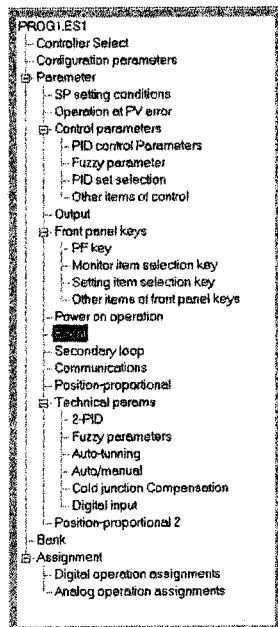 PROG1.ES1
Controller Select
Configuration parameters
Parameter
SP setting conditions
Operation at PV error
Control parameters
PID control Parameters
Fuzzy parameter
PID set selection
Other items of control
Output
Front panel keys
PF key
Monitor item selection key
Setting item selection key
Other items of front panel keys
Power on operation
Secondary loop
Communications
Position-proportional
Technical params
2-PID
Fuzzy parameters
Auto-tunning
Auto/manual
Cold junction Compensation
Digital input
Position-proportional 2
Bank
Assignment
Digital operation assignments
Analog operation assignments